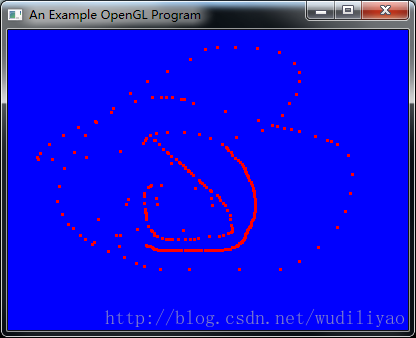 An Example OpenGL Program
http://blog.csdn.net/wudiliyao